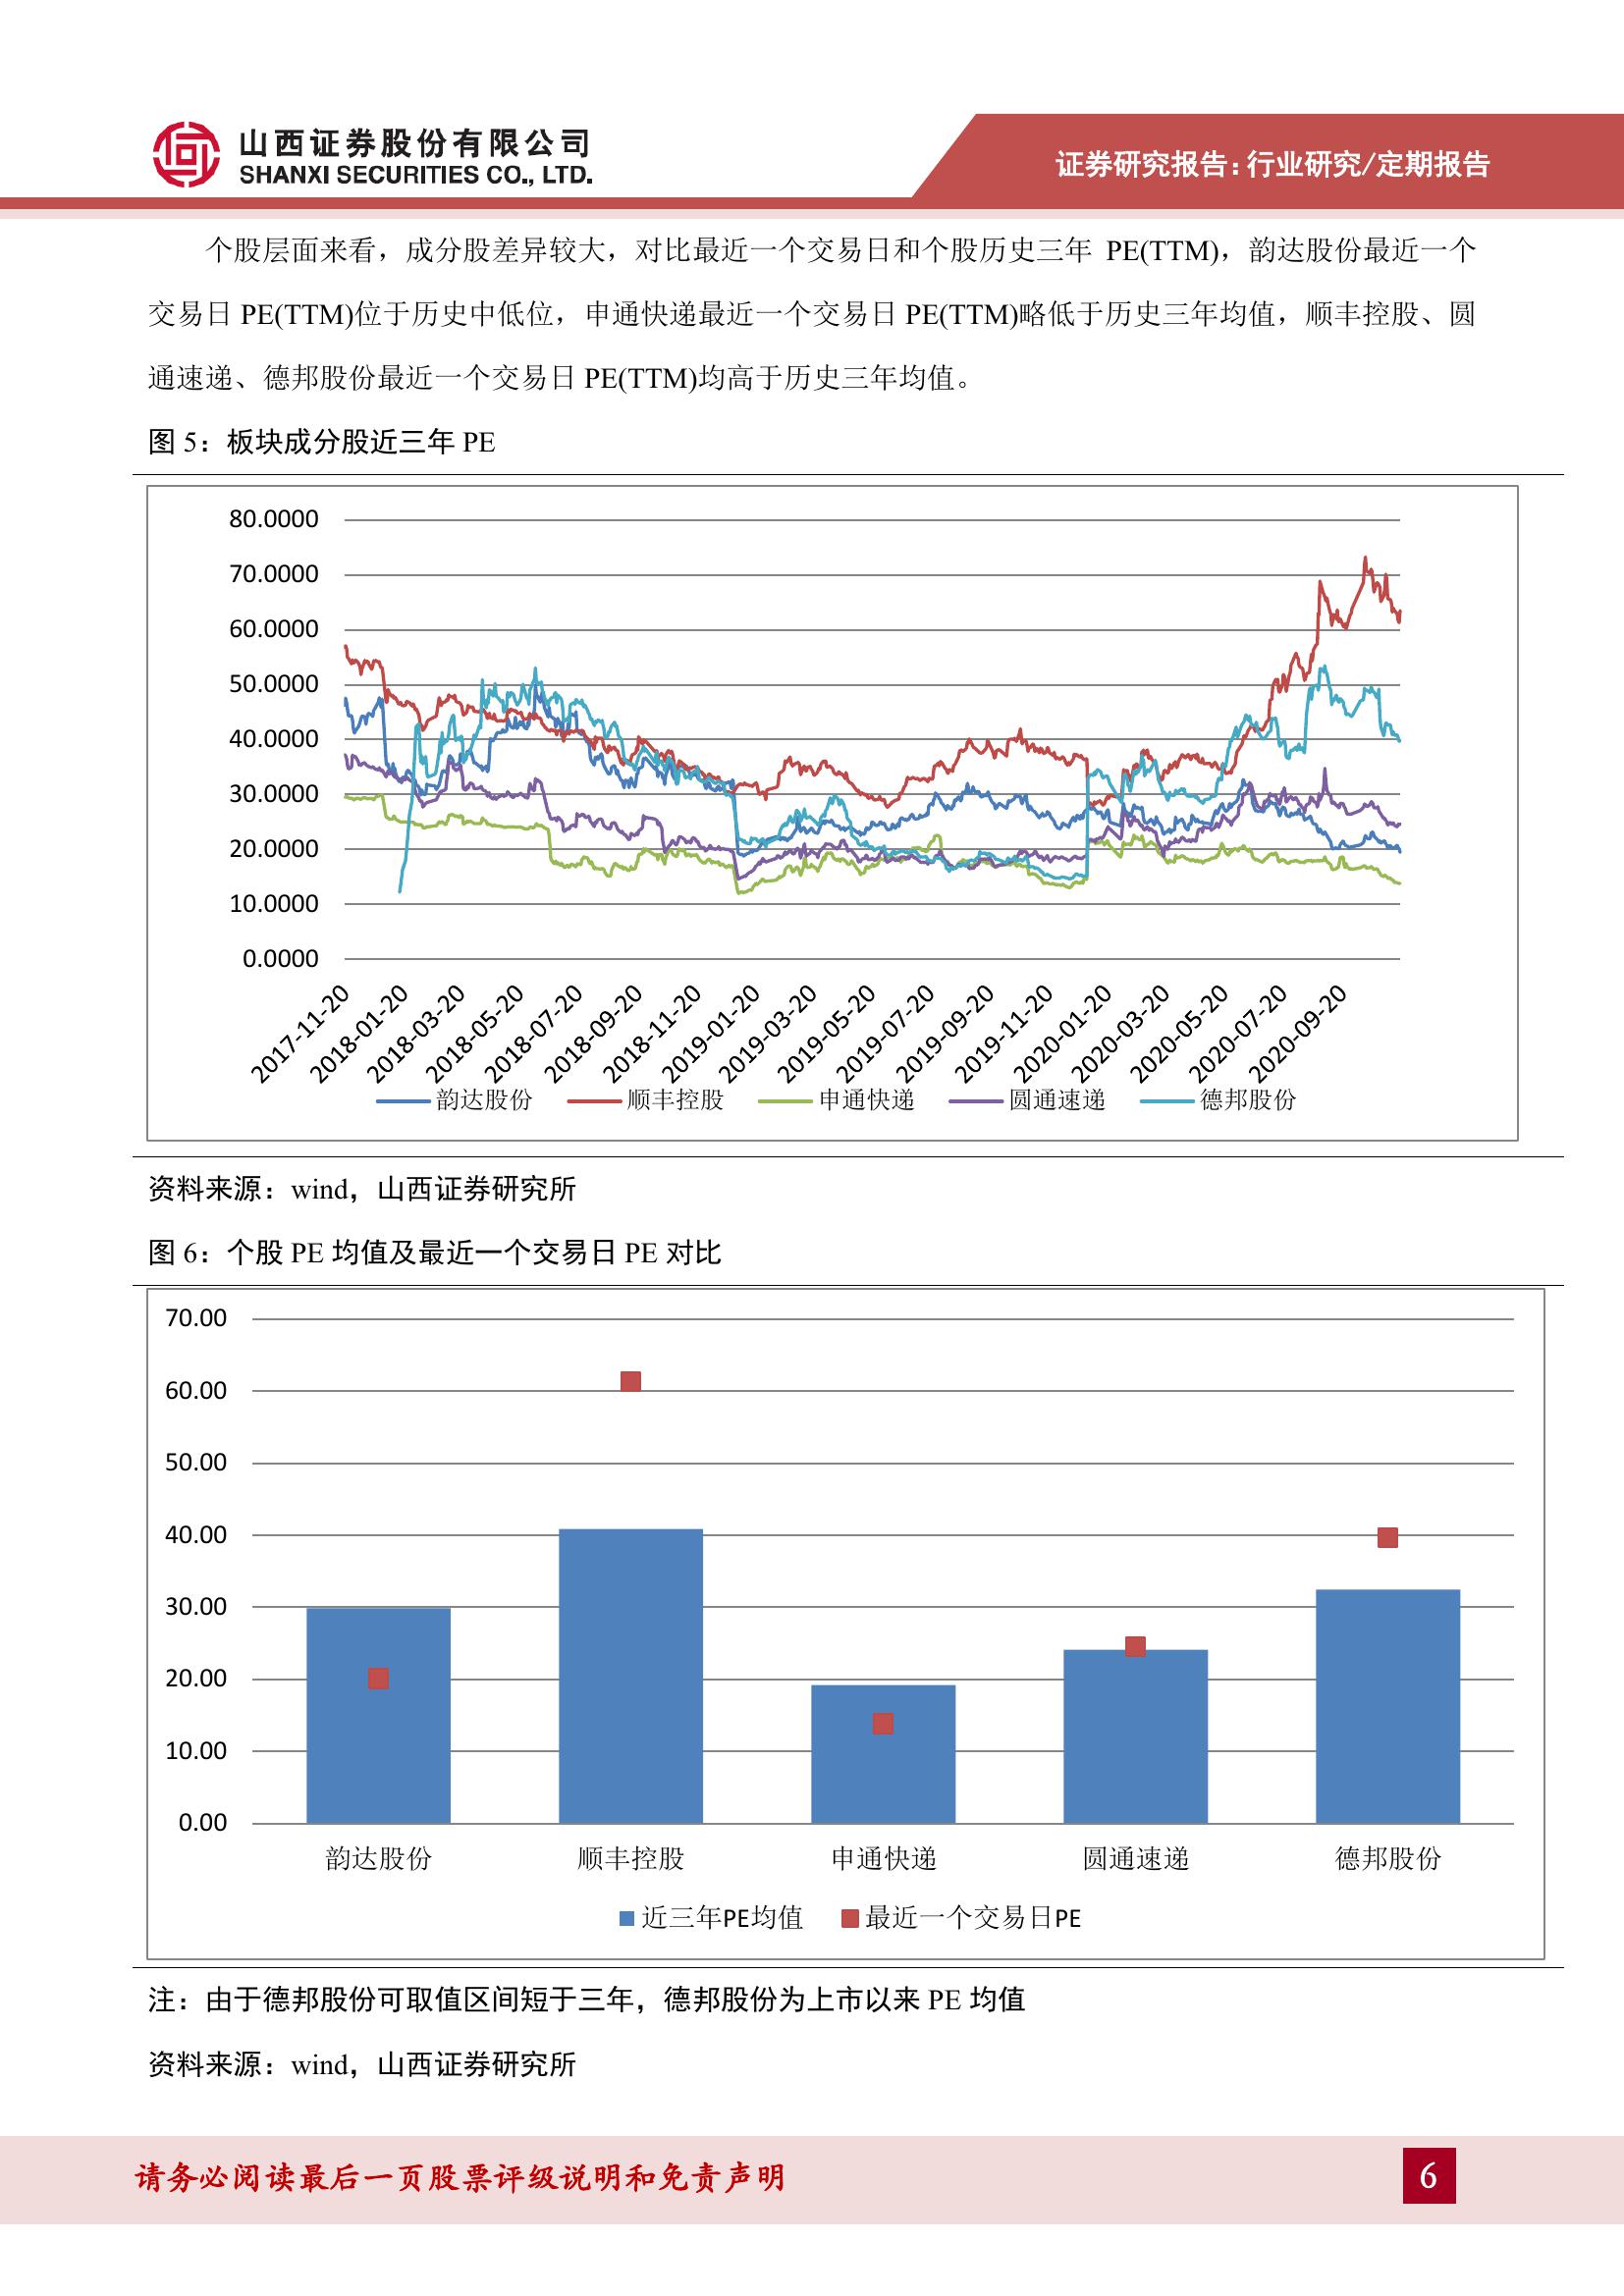 山西证券股份有限公司
SHANXI SECURITIES CO., LTD.
证券研究报告：行业研究/定期报告
个股层面来看，成分股差异较大，对比最近一个交易日和个股历史三年 PE(TTM)，韵达股份最近一个
交易日 PE(TTM)位于历史中低位，申通快递最近一个交易日 PE(TTM)略低于历史三年均值，顺丰控股、圆
通速递、德邦股份最近一个交易日 PE(TTM)均高于历史三年均值。
图 5：板块成分股近三年 PE
80.0000
70.0000
60.0000
50.0000
40.0000
30.0000
20.0000
10.0000
0.0000
2017-11-20 2018-01-20 2018-03-20 2018-05-20 2018-07-20 2018-09-20 2018-11-20 2019-01-20 2019-03-20 2019-05-20 2019-07-20 2019-09-20 2019-11-20 2020-01-20 2020-03-20 2020-05-20 2020-07-20 2020-09-20
韵达股份 顺丰控股 申通快递 圆通速递 德邦股份
资料来源：wind，山西证券研究所
图 6：个股 PE 均值及最近一个交易日 PE 对比
70.00
60.00
50.00
40.00
30.00
20.00
10.00
0.00
韵达股份 顺丰控股 申通快递 圆通速递 德邦股份
近三年PE均值 最近一个交易日PE
注：由于德邦股份可取值区间短于三年，德邦股份为上市以来 PE 均值
资料来源：wind，山西证券研究所
请务必阅读最后一页股票评级说明和免责声明
6